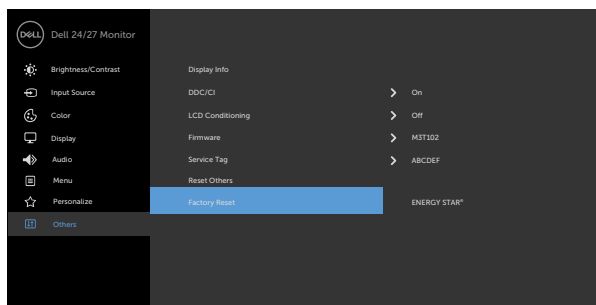 DELL Dell 24/27 Monitor
Brightness/Contrast Display Info
Input Source DDC/CI On
Color LCD Conditioning Off
Display Firmware M3T102
Audio Service Tag ABCDEF
Menu Reset Others
Personalize Factory Reset ENERGY STAR®
Others